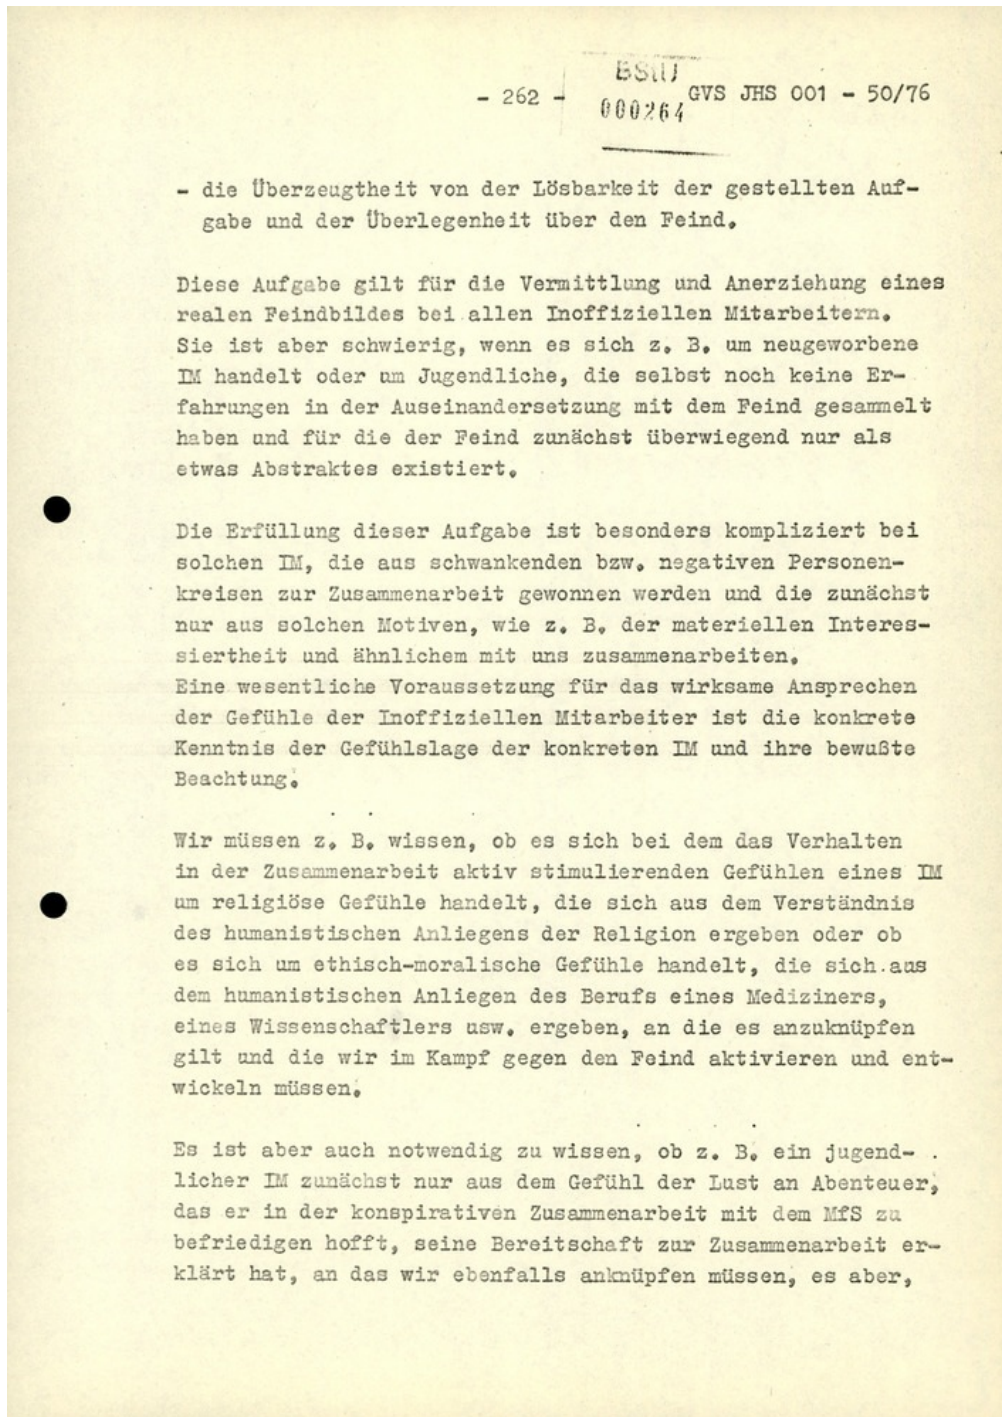 BStU
- 262 - GVS JHS 001 - 50/76
000264
- die Überzeugtheit von der Lösbarkeit der gestellten Auf-
gabe und der Überlegenheit über den Feind.
Diese Aufgabe gilt für die Vermittlung und Anerziehung eines
realen Feindbildes bei allen Inoffiziellen Mitarbeitern.
Sie ist aber schwierig, wenn es sich z. B. um neugeworbene
IM handelt oder um Jugendliche, die selbst noch keine Er-
fahrungen in der Auseinandersetzung mit dem Feind gesammelt
haben und für die der Feind zunächst überwiegend nur als
etwas Abstraktes existiert.
Die Erfüllung dieser Aufgabe ist besonders kompliziert bei
solchen IM, die aus schwankenden bzw. negativen Personen-
kreisen zur Zusammenarbeit gewonnen werden und die zunächst
nur aus solchen Motiven, wie z. B. der materiellen Interes-
siertheit und ähnlichem mit uns zusammenarbeiten.
Eine wesentliche Voraussetzung für das wirksame Ansprechen
der Gefühle der Inoffiziellen Mitarbeiter ist die konkrete
Kenntnis der Gefühlslage der konkreten IM und ihre bewußte
Beachtung.
Wir müssen z. B. wissen, ob es sich bei dem das Verhalten
in der Zusammenarbeit aktiv stimulierenden Gefühlen eines IM
um religiöse Gefühle handelt, die sich aus dem Verständnis
des humanistischen Anliegens der Religion ergeben oder ob
es sich um ethisch-moralische Gefühle handelt, die sich aus
dem humanistischen Anliegen des Berufs eines Mediziners,
eines Wissenschaftlers usw. ergeben, an die es anzuknüpfen
gilt und die wir im Kampf gegen den Feind aktivieren und ent-
wickeln müssen.
Es ist aber auch notwendig zu wissen, ob z. B. ein jugend-
licher IM zunächst nur aus dem Gefühl der Lust an Abenteuer,
das er in der konspirativen Zusammenarbeit mit dem MfS zu
befriedigen hofft, seine Bereitschaft zur Zusammenarbeit er-
klärt hat, an das wir ebenfalls anknüpfen müssen, es aber,